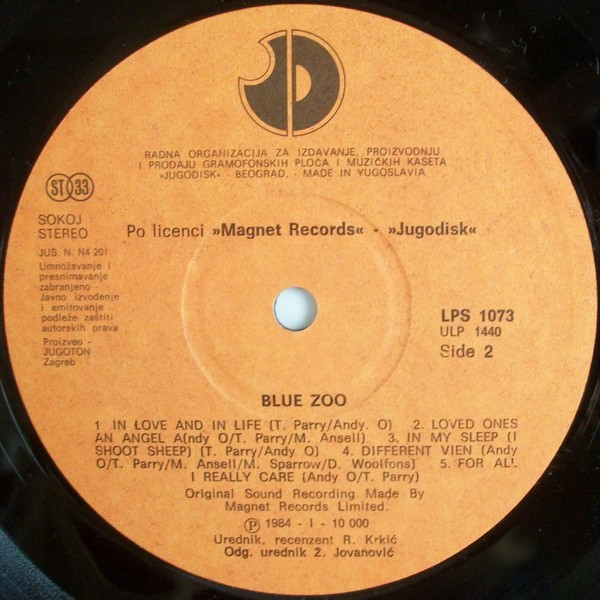 RADNA ORGANIZACIJA ZA IZDAVANJE, PROIZVODNJU
I PRODAJU GRAMOFONSKIH PLOČA I MUZIČKIH KASETA
»JUGODISK« - BEOGRAD. - MADE IN YUGOSLAVIA
ST 33
SOKOJ
STEREO
Po licenci »Magnet Records« - »Jugodisk«
JUS. N. N4 201
Umnožavanje i
presnimavanje
zabranjeno -
Javno izvođenje
i emitovanje
podleže zaštiti
autorskih prava
Proizveo -
JUGOTON
Zagreb
LPS 1073
ULP 1440
Side 2
BLUE ZOO
1 IN LOVE AND IN LIFE (T. Parry/Andy. O) 2. LOVED ONES
AN ANGEL A(ndy O/T. Parry/M. Ansell) 3. IN MY SLEEP (I
SHOOT SHEEP) (T. Parry/Andy O) 4. DIFFERENT VIEN (Andy
O/T. Parry/M. Ansell/M. Sparrow/D. Woolfons) 5. FOR ALL
I REALLY CARE (Andy O/T. Parry)
Original Sound Recording Made By
Magnet Records Limited.
Ⓟ 1984 - I - 10 000
Urednik, recenzent R. Krkić
Odg. urednik 2. Jovanović